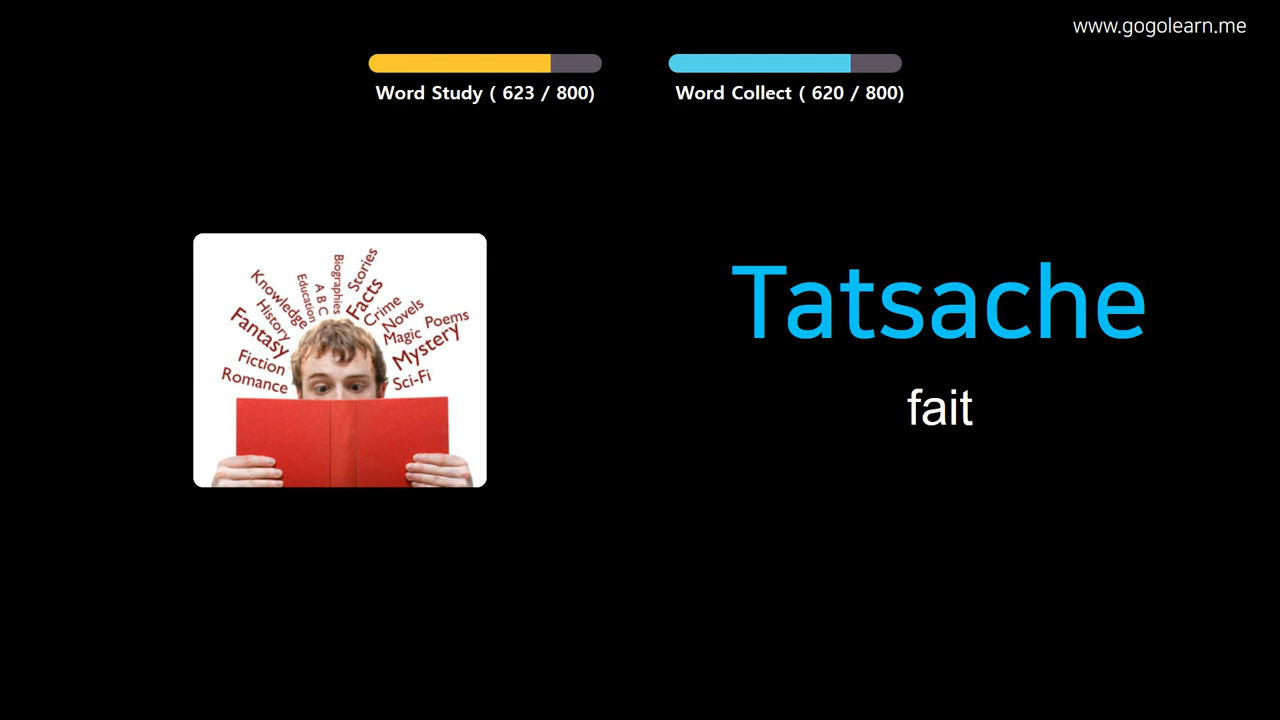 www.gogolearn.me
Word Study ( 623 / 800)
Word Collect ( 620 / 800)
Tatsache
fait
Stories
Biographies
Facts
A B C
Education
Knowledge
History
Crime
Novels
Poems
Magic
Fantasy
Mystery
Fiction
Romance
Sci-Fi